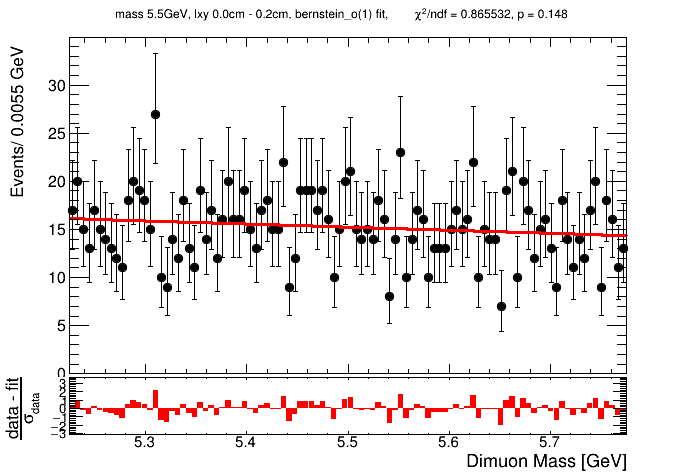 mass 5.5GeV, lxy 0.0cm - 0.2cm, bernstein_o(1) fit, χ²/ndf = 0.865532, p = 0.148
Events/ 0.0055 GeV
30
25
20
15
10
5
0
data - fit
σdata
3
2
1
0
−1
−2
−3
5.3 5.4 5.5 5.6 5.7
Dimuon Mass [GeV]